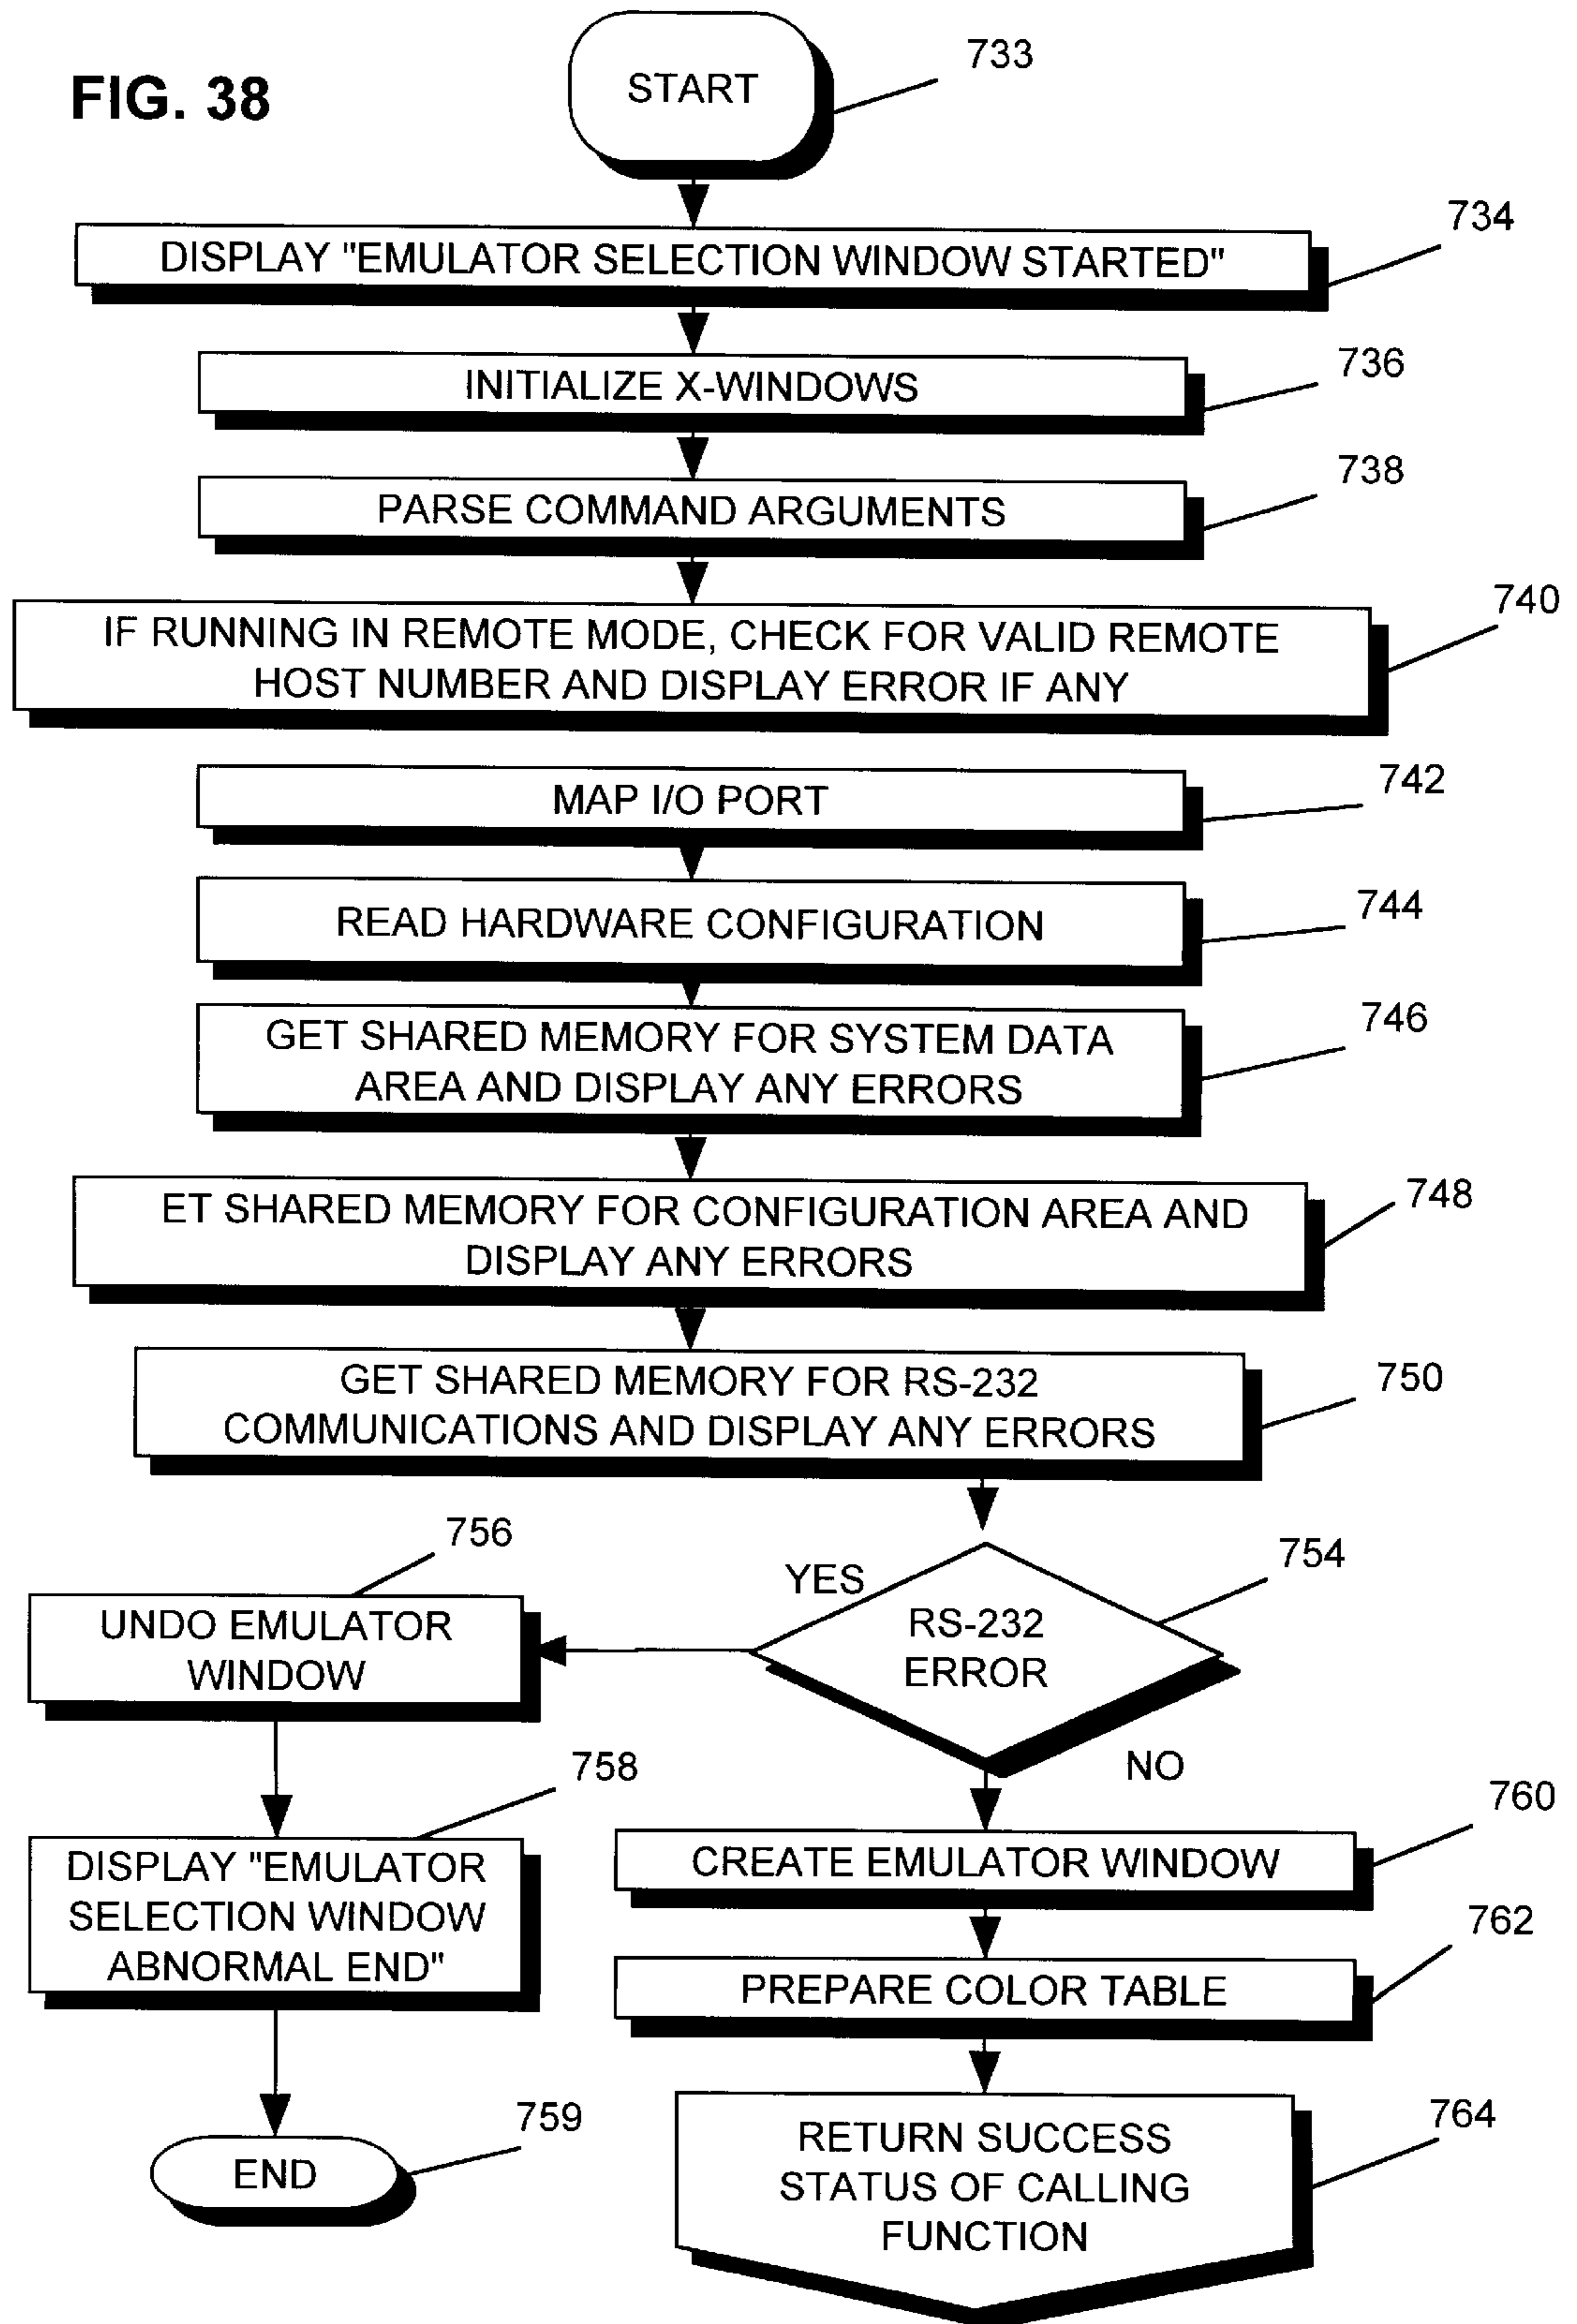 FIG. 38
START
733
DISPLAY "EMULATOR SELECTION WINDOW STARTED"
734
INITIALIZE X-WINDOWS
736
PARSE COMMAND ARGUMENTS
738
IF RUNNING IN REMOTE MODE, CHECK FOR VALID REMOTE
HOST NUMBER AND DISPLAY ERROR IF ANY
740
MAP I/O PORT
742
READ HARDWARE CONFIGURATION
744
GET SHARED MEMORY FOR SYSTEM DATA
AREA AND DISPLAY ANY ERRORS
746
ET SHARED MEMORY FOR CONFIGURATION AREA AND
DISPLAY ANY ERRORS
748
GET SHARED MEMORY FOR RS-232
COMMUNICATIONS AND DISPLAY ANY ERRORS
750
RS-232
ERROR
754
YES
NO
UNDO EMULATOR
WINDOW
756
DISPLAY "EMULATOR
SELECTION WINDOW
ABNORMAL END"
758
END
759
CREATE EMULATOR WINDOW
760
PREPARE COLOR TABLE
762
RETURN SUCCESS
STATUS OF CALLING
FUNCTION
764